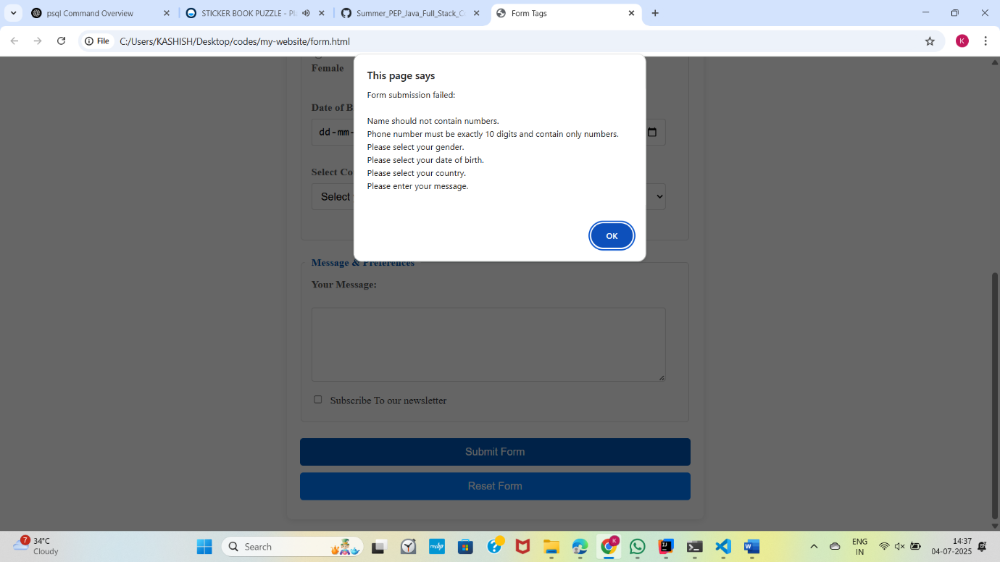 psql Command Overview
STICKER BOOK PUZZLE - Pl
Summer_PEP_Java_Full_Stack_C
Form Tags
File
C:/Users/KASHISH/Desktop/codes/my-website/form.html
K
This page says
Form submission failed:
Name should not contain numbers.
Phone number must be exactly 10 digits and contain only numbers.
Please select your gender.
Please select your date of birth.
Please select your country.
Please enter your message.
OK
Female
Date of B
dd-mm-
Select Co
Select
Message & Preferences
Your Message:
Subscribe To our newsletter
Submit Form
Reset Form
7
34°C
Cloudy
Search
myhp
?
K
IJ
W
ENG
IN
14:37
04-07-2025